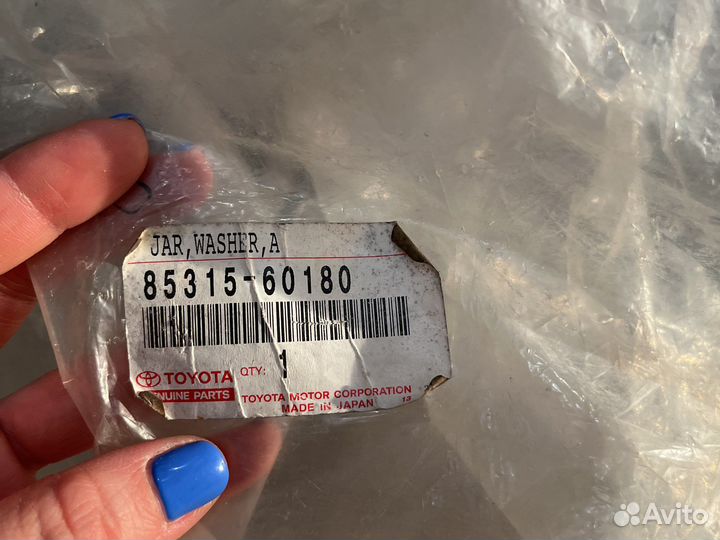 JAR,WASHER,A
85315-60180
TOYOTA QTY: 1
GENUINE PARTS TOYOTA MOTOR CORPORATION
MADE IN JAPAN 13
Avito